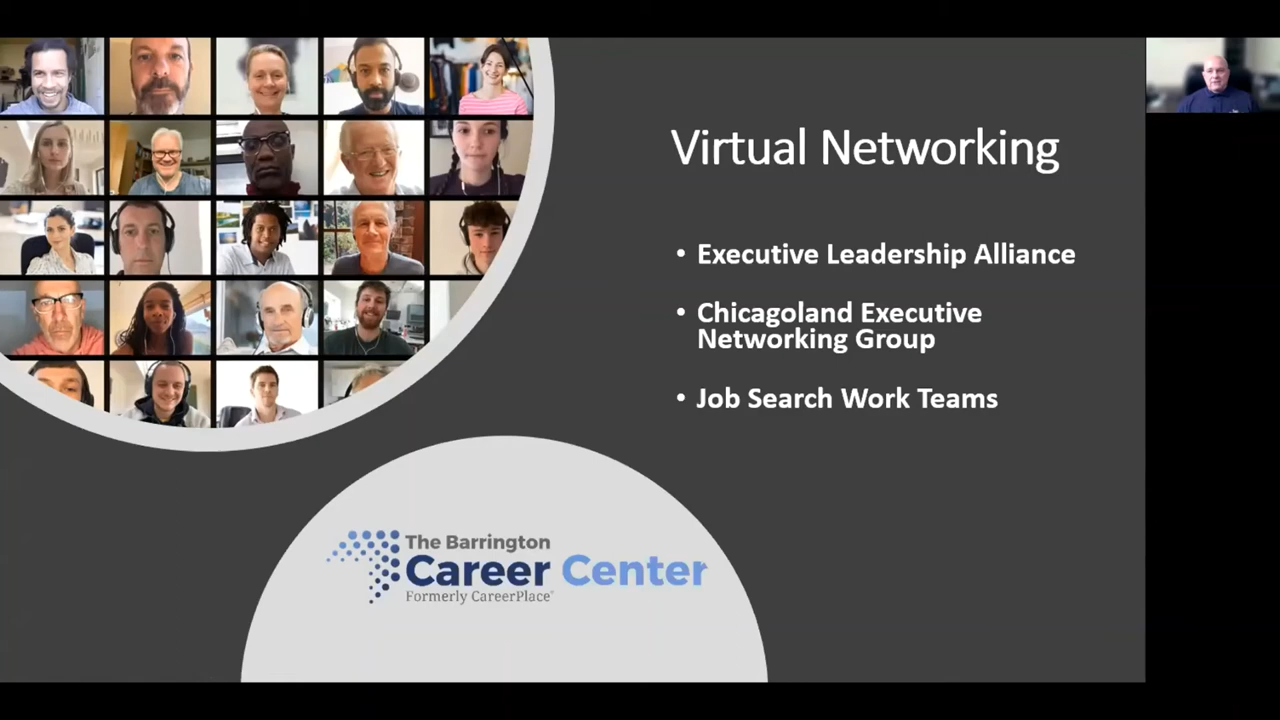 Virtual Networking
• Executive Leadership Alliance
• Chicagoland Executive
Networking Group
• Job Search Work Teams
The Barrington
Career Center
Formerly CareerPlace